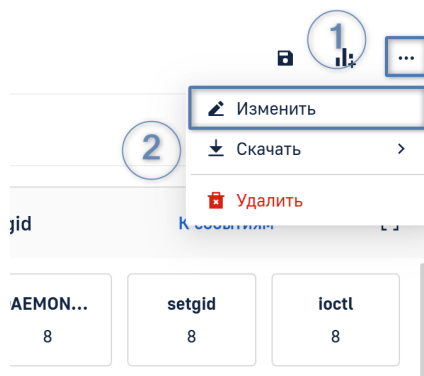 1
...
Изменить
2
Скачать
Удалить
gid
К событиям
AEMON...
setgid
ioctl
8
8
8